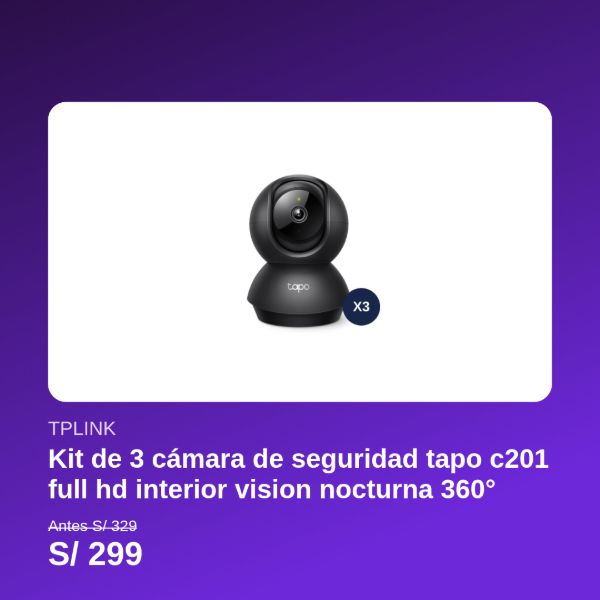 tapo
X3
TPLINK
Kit de 3 cámara de seguridad tapo c201
full hd interior vision nocturna 360°
Antes S/ 329
S/ 299